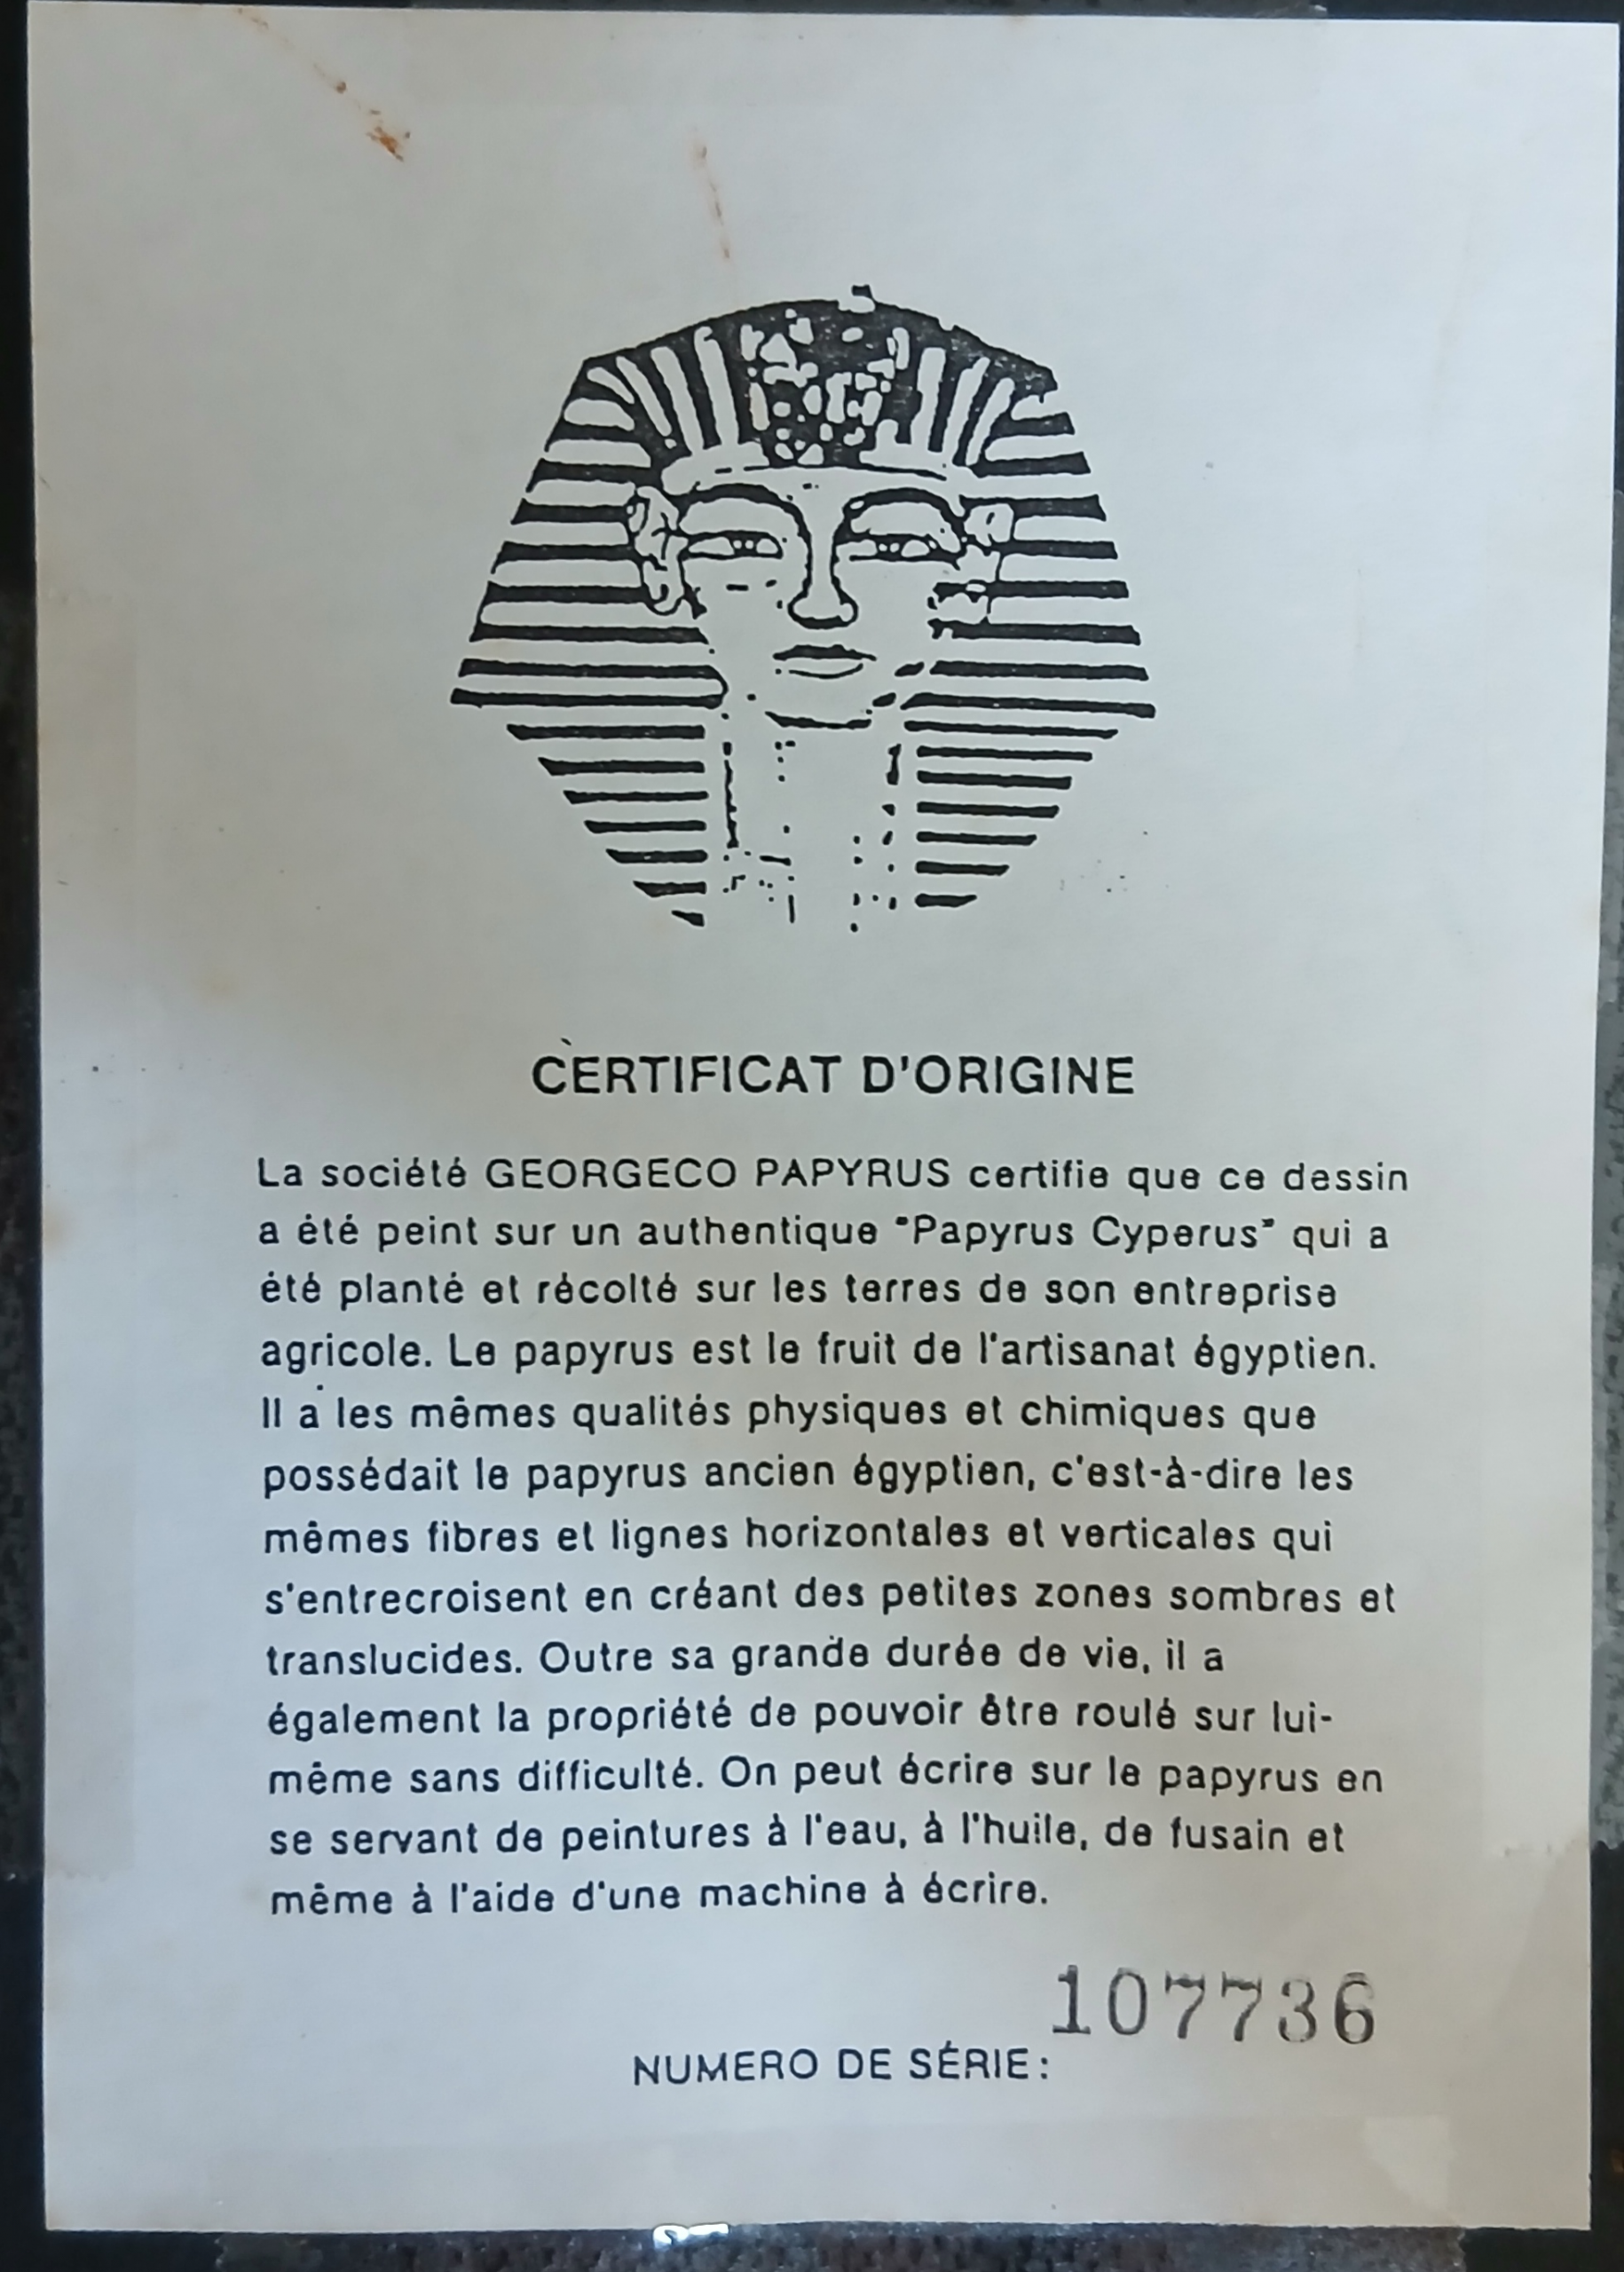 CERTIFICAT D'ORIGINE
La société GEORGECO PAPYRUS certifie que ce dessin
a été peint sur un authentique "Papyrus Cyperus" qui a
été planté et récolté sur les terres de son entreprise
agricole. Le papyrus est le fruit de l'artisanat égyptien.
Il a les mêmes qualités physiques et chimiques que
possédait le papyrus ancien égyptien, c'est-à-dire les
mêmes fibres et lignes horizontales et verticales qui
s'entrecroisent en créant des petites zones sombres et
translucides. Outre sa grande durée de vie, il a
également la propriété de pouvoir être roulé sur lui-
même sans difficulté. On peut écrire sur le papyrus en
se servant de peintures à l'eau, à l'huile, de fusain et
même à l'aide d'une machine à écrire.
107736
NUMERO DE SÉRIE: